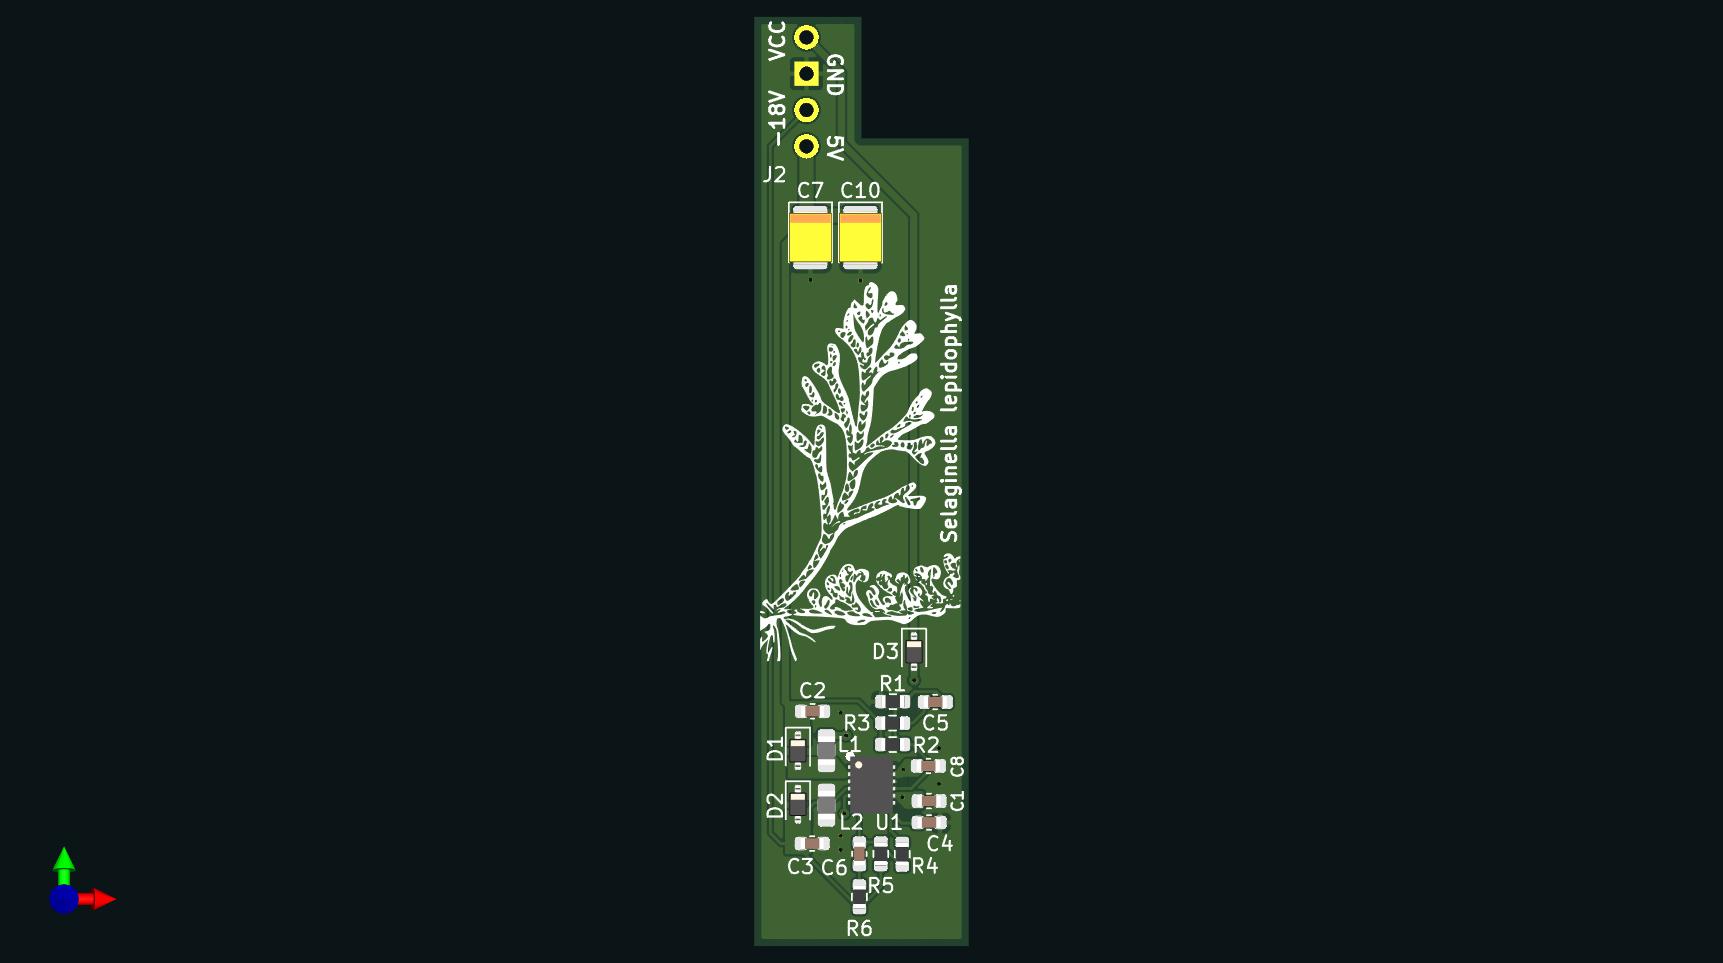 VCC
GND
-18V
5V
J2
C7
C10
Selaginella lepidophylla
D3
R1
C2
R3
C5
D1
L1
R2
C8
D2
C1
L2
U1
C4
C3
C6
R4
R5
R6